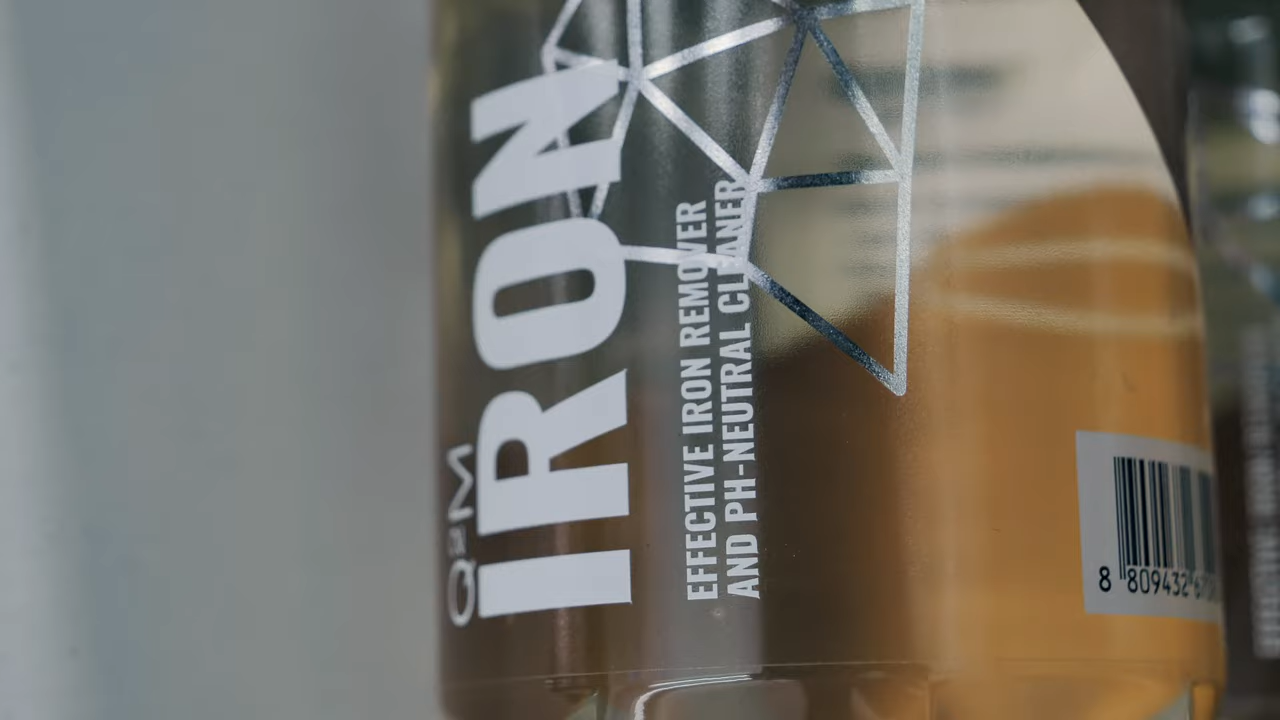 Q²M
IRON
EFFECTIVE IRON REMOVER
AND PH-NEUTRAL CLEANER
8 809432